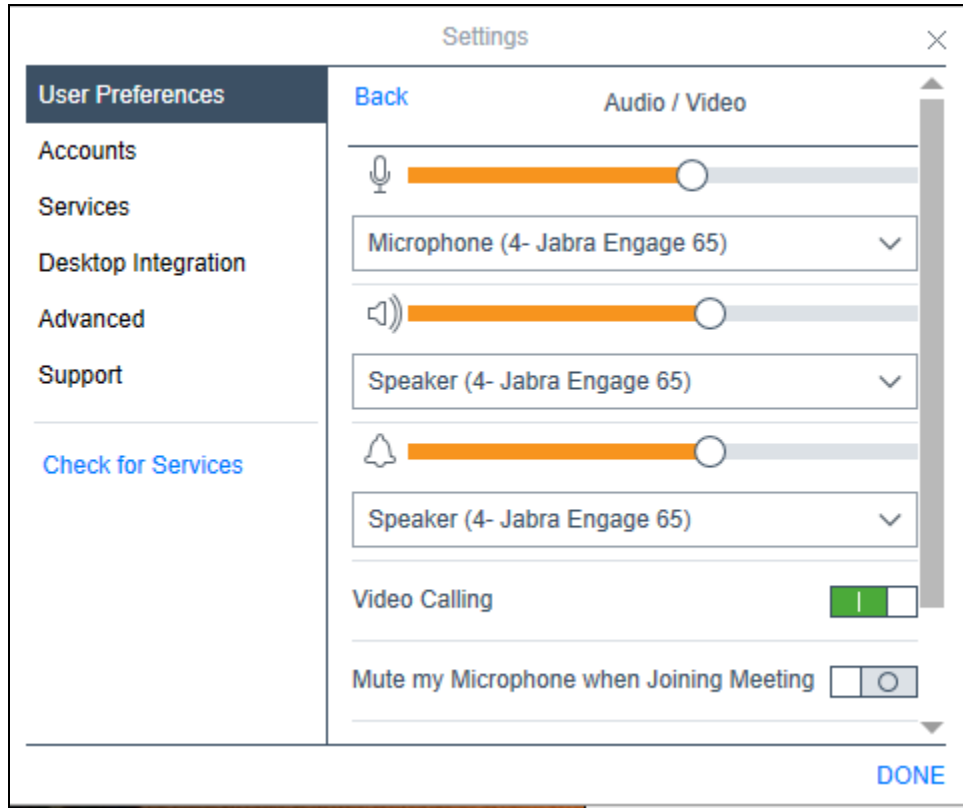 Settings
User Preferences
Accounts
Services
Desktop Integration
Advanced
Support
Check for Services
Back
Audio / Video
Microphone (4- Jabra Engage 65)
Speaker (4- Jabra Engage 65)
Speaker (4- Jabra Engage 65)
Video Calling
Mute my Microphone when Joining Meeting
DONE